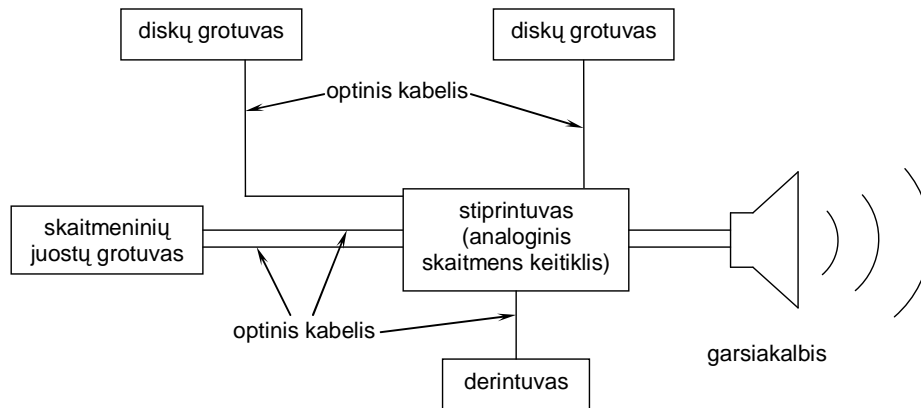 diskų grotuvas
diskų grotuvas
optinis kabelis
skaitmeninių
juostų grotuvas
stiprintuvas
(analoginis
skaitmens keitiklis)
optinis kabelis
garsiakalbis
derintuvas